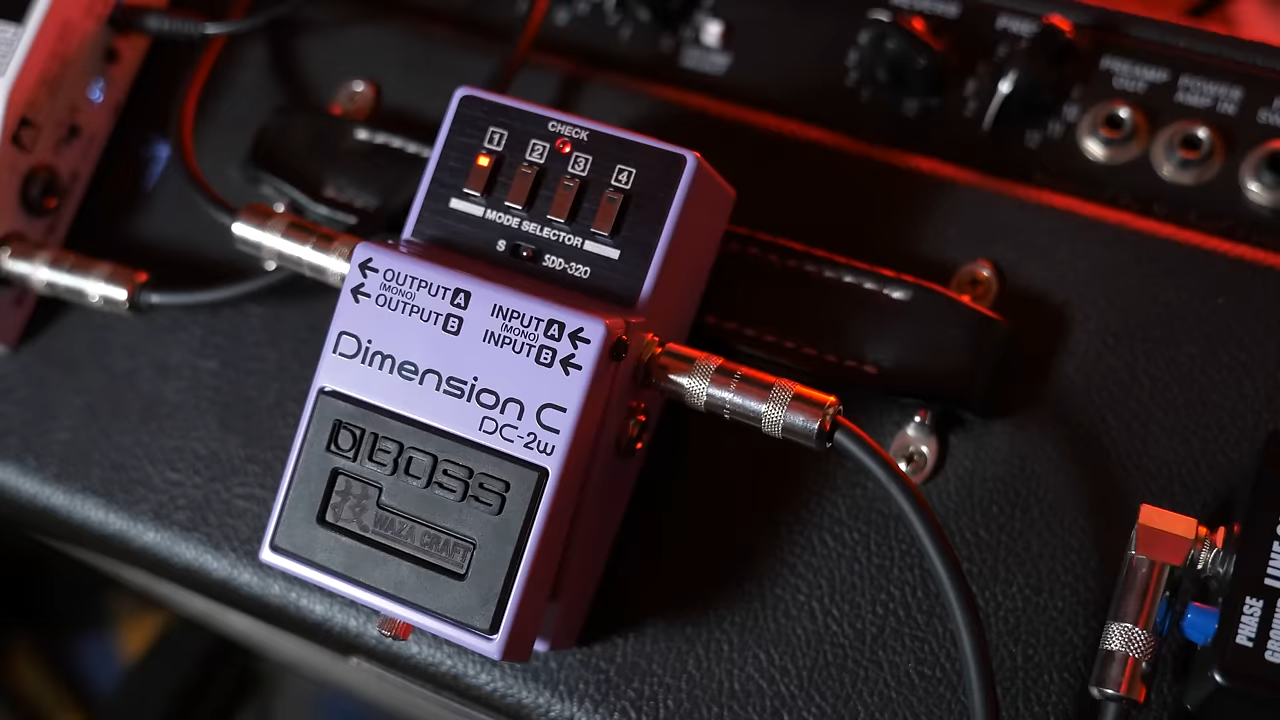 CHECK
1
2
3
4
MODE SELECTOR
S SDD-320
← OUTPUT A
(MONO)
← OUTPUT B
INPUT A ←
(MONO)
INPUT B ←
Dimension C
DC-2w
BOSS
技 WAZA CRAFT
PREAMP
OUT
POWER
AMP IN
PHASE